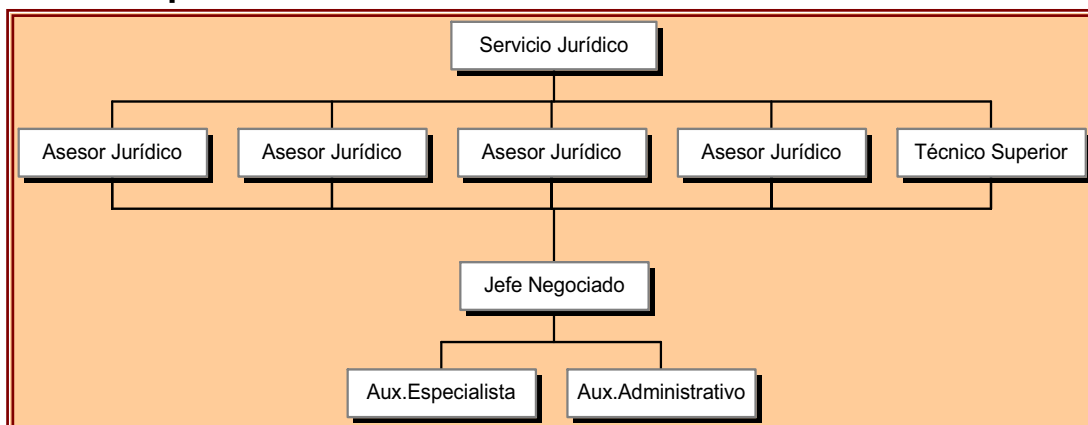 Servicio Jurídico
Asesor Jurídico
Asesor Jurídico
Asesor Jurídico
Asesor Jurídico
Técnico Superior
Jefe Negociado
Aux.Especialista
Aux.Administrativo